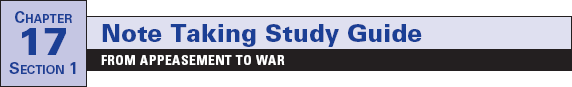 CHAPTER
17
SECTION 1
Note Taking Study Guide
FROM APPEASEMENT TO WAR